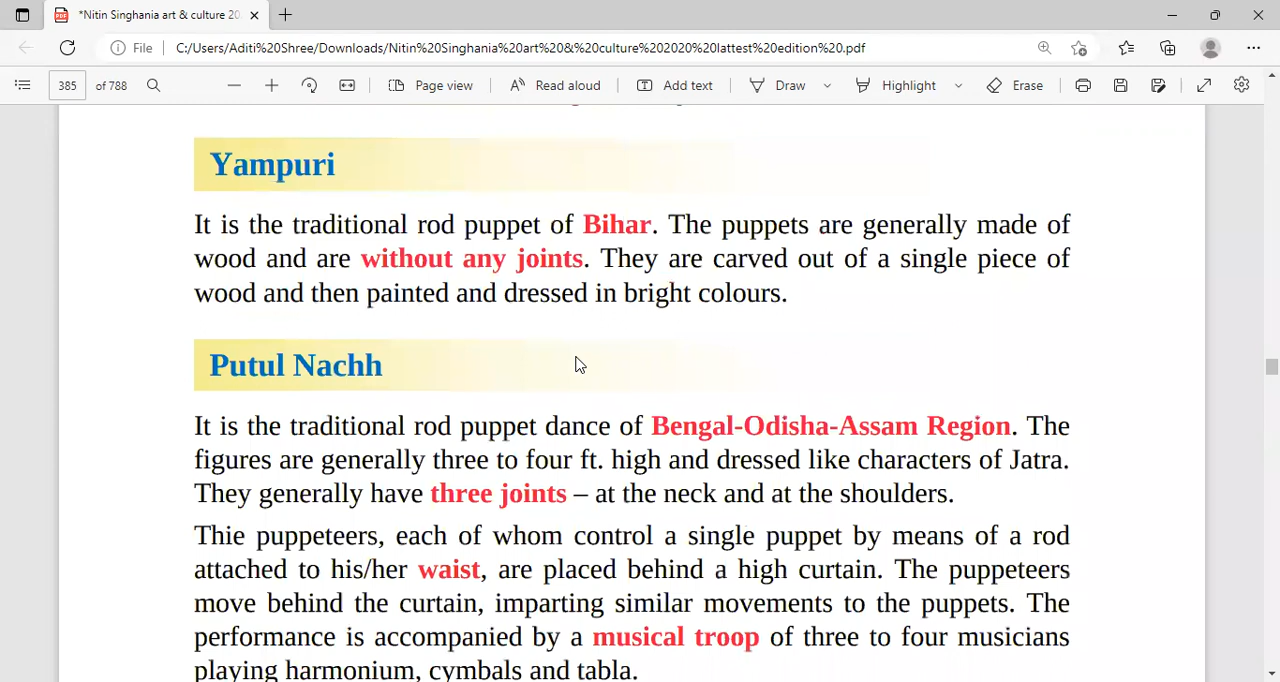 *Nitin Singhania art & culture 20
File
C:/Users/Aditi%20Shree/Downloads/Nitin%20Singhania%20art%20&%20culture%202020%20lattest%20edition%20.pdf
385 of 788
Page view
Read aloud
Add text
Draw
Highlight
Erase
Yampuri
It is the traditional rod puppet of Bihar. The puppets are generally made of
wood and are without any joints. They are carved out of a single piece of
wood and then painted and dressed in bright colours.
Putul Nachh
It is the traditional rod puppet dance of Bengal-Odisha-Assam Region. The
figures are generally three to four ft. high and dressed like characters of Jatra.
They generally have three joints – at the neck and at the shoulders.
Thie puppeteers, each of whom control a single puppet by means of a rod
attached to his/her waist, are placed behind a high curtain. The puppeteers
move behind the curtain, imparting similar movements to the puppets. The
performance is accompanied by a musical troop of three to four musicians
playing harmonium, cymbals and tabla.